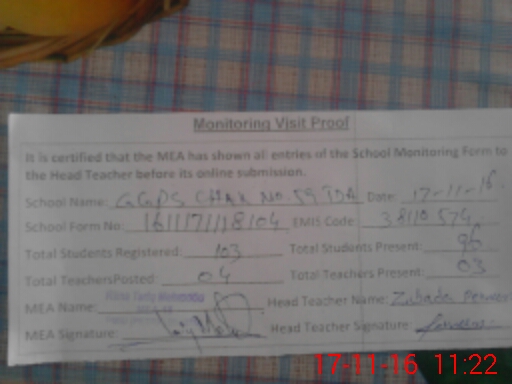 Monitoring Visit Proof
It is certified that the MEA has shown all entries of the School Monitoring Form to
the Head Teacher before its online submission.
School Name: GGPS CHAK NO. 59 TDA Date: 17-11-16.
School Form No: EMIS Code: 38110574
Total Students Registered: 103 Total Students Present: 96
Total TeachersPosted: 04 Total Teachers Present: 03
MEA Name: Head Teacher Name: Zubada Perveen
MEA Signature: Head Teacher Signature:
17-11-16 11:22